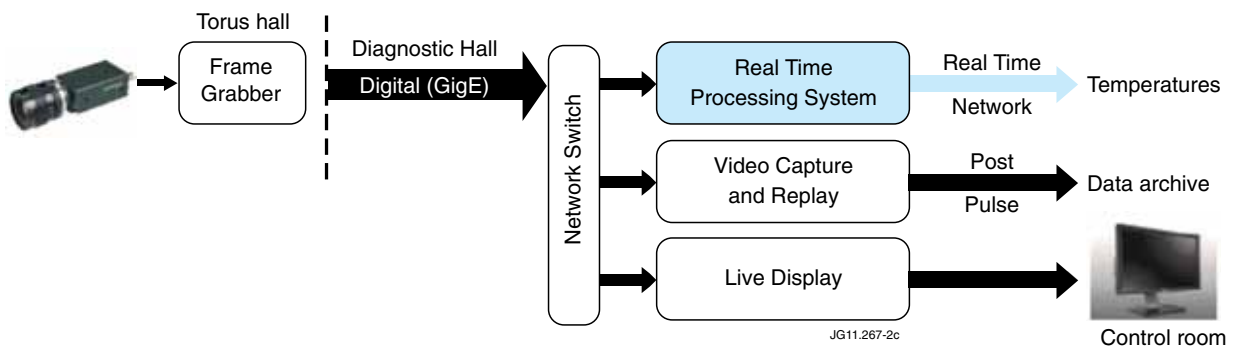 Torus hall
Frame
Grabber
Diagnostic Hall
Digital (GigE)
Network Switch
Real Time
Processing System
Real Time
Network
Temperatures
Video Capture
and Replay
Post
Pulse
Data archive
Live Display
JG11.267-2c
Control room